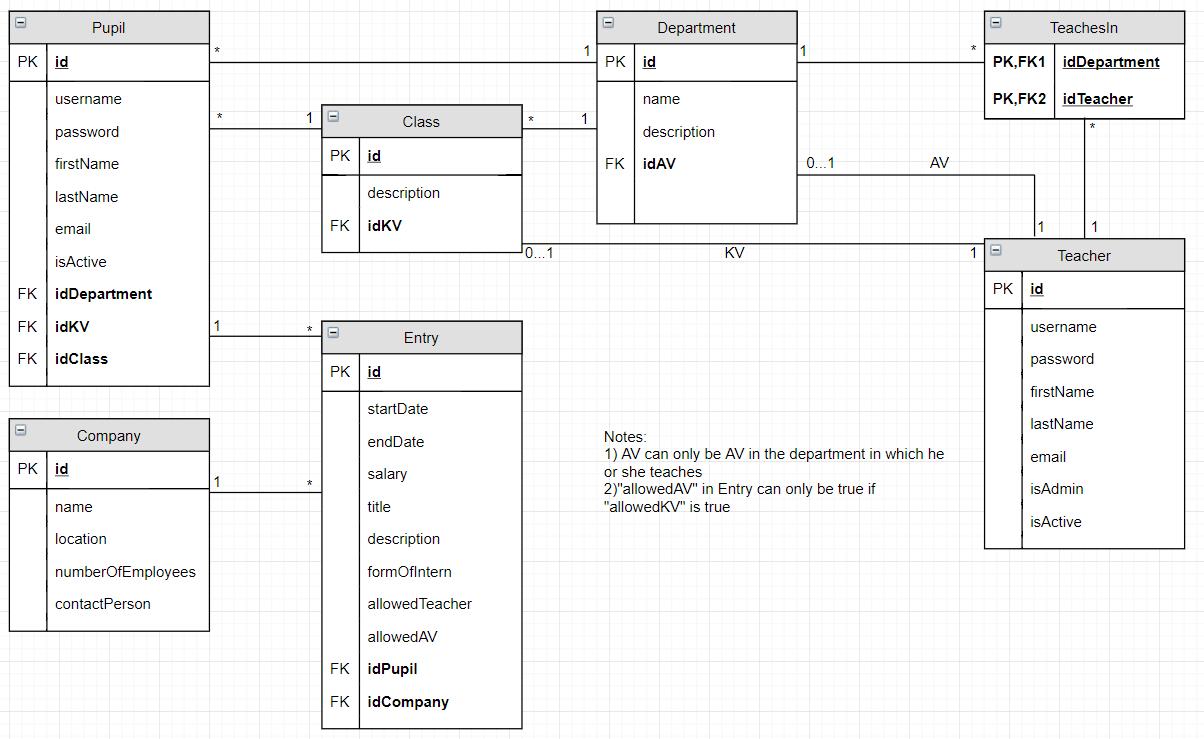 Pupil
PK id
username
password
firstName
lastName
email
isActive
FK idDepartment
FK idKV
FK idClass
* 1
Department
PK id
name
description
FK idAV
1 *
TeachesIn
PK,FK1 idDepartment
PK,FK2 idTeacher
* 1
Class
PK id
description
FK idKV
* 1
0...1 AV 1
* 1
0...1 KV 1
Teacher
PK id
username
password
firstName
lastName
email
isAdmin
isActive
1 *
Entry
PK id
startDate
endDate
salary
title
description
formOfIntern
allowedTeacher
allowedAV
FK idPupil
FK idCompany
Company
PK id
name
location
numberOfEmployees
contactPerson
1 *
Notes:
1) AV can only be AV in the department in which he
or she teaches
2)"allowedAV" in Entry can only be true if
"allowedKV" is true